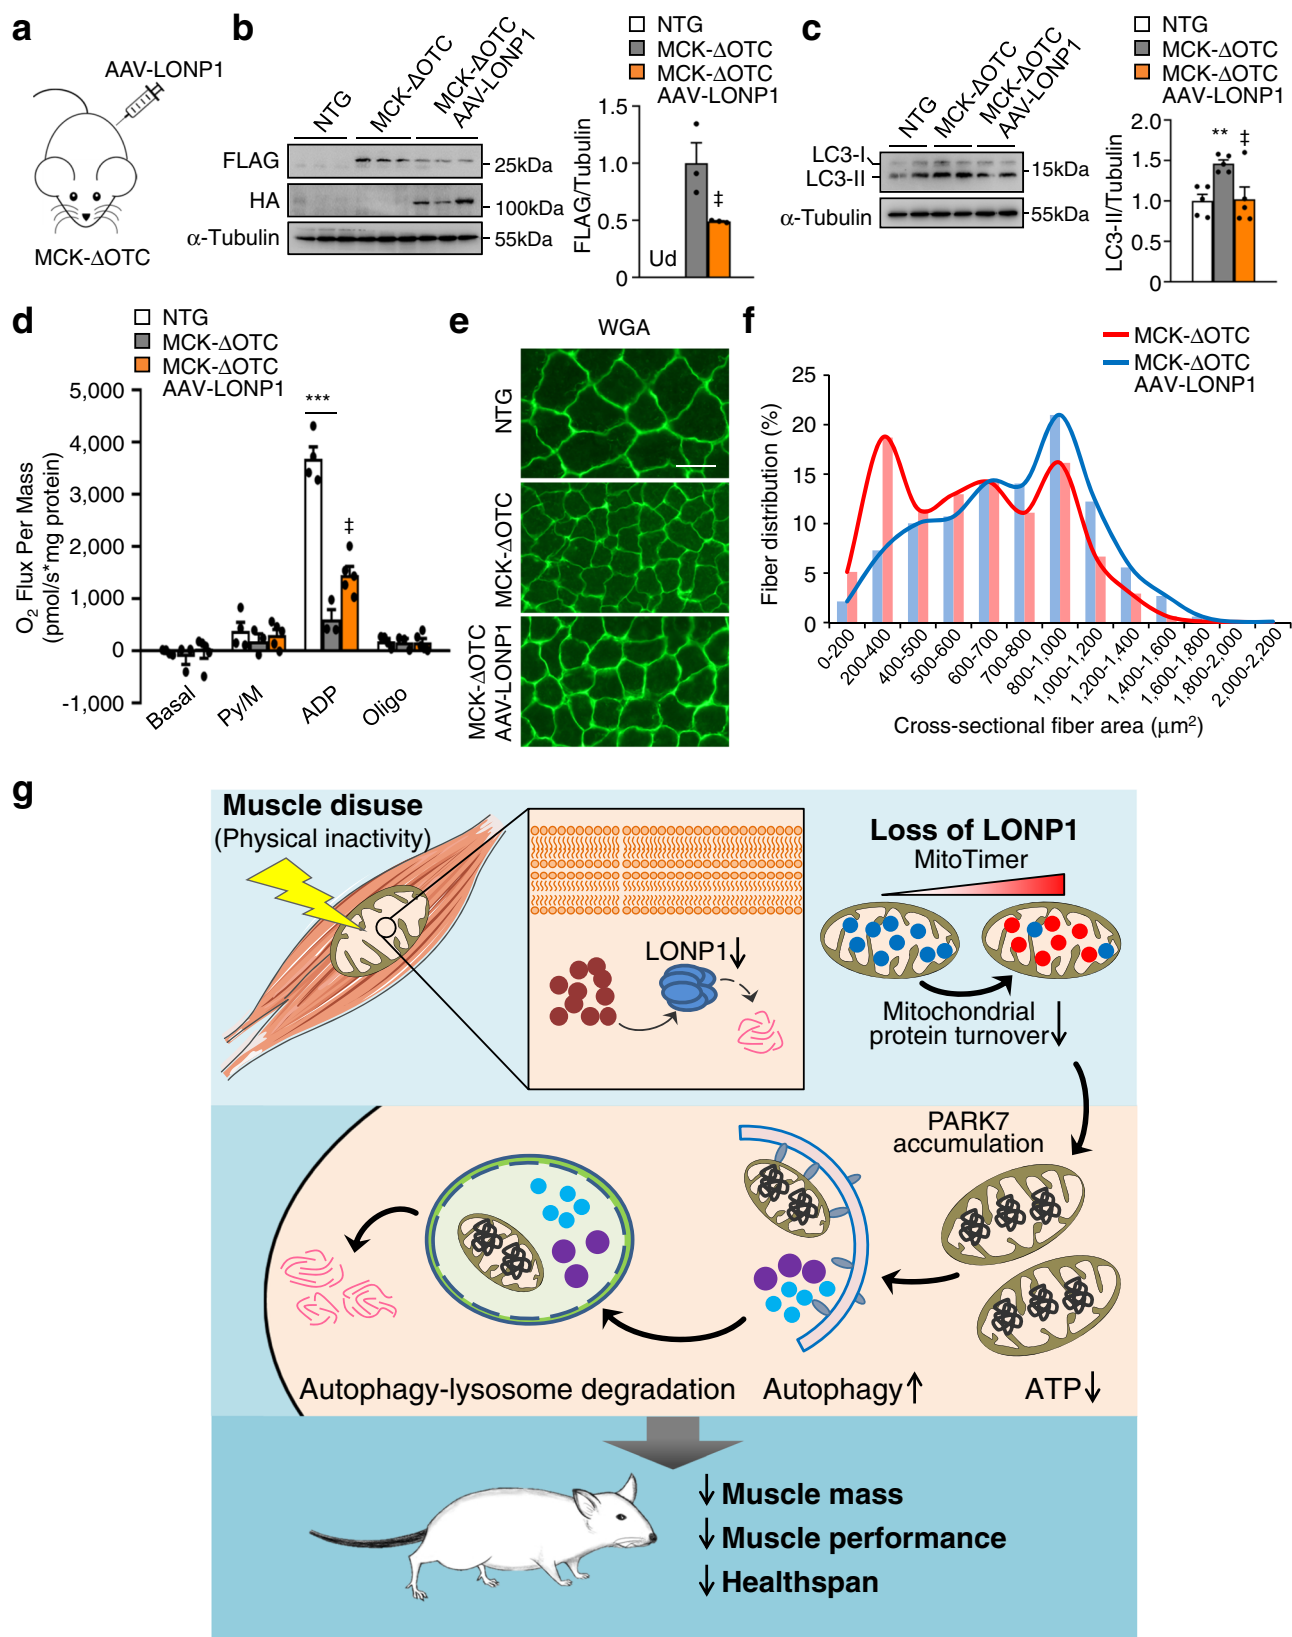 a
AAV-LONP1
MCK-ΔOTC
b
NTG
MCK-ΔOTC
MCK-ΔOTC
AAV-LONP1
FLAG
25kDa
HA
100kDa
α-Tubulin
55kDa
NTG
MCK-ΔOTC
MCK-ΔOTC
AAV-LONP1
FLAG/Tubulin
1.5
1.0
0.5
0
Ud
‡
c
NTG
MCK-ΔOTC
MCK-ΔOTC
AAV-LONP1
LC3-I
LC3-II
15kDa
α-Tubulin
55kDa
NTG
MCK-ΔOTC
MCK-ΔOTC
AAV-LONP1
LC3-II/Tubulin
2.0
1.5
1.0
0.5
0
**
‡
d
NTG
MCK-ΔOTC
MCK-ΔOTC
AAV-LONP1
O2 Flux Per Mass
(pmol/s*mg protein)
5,000
4,000
3,000
2,000
1,000
0
-1,000
***
‡
Basal
Py/M
ADP
Oligo
e
WGA
NTG
MCK-ΔOTC
MCK-ΔOTC
AAV-LONP1
f
MCK-ΔOTC
MCK-ΔOTC
AAV-LONP1
Fiber distribution (%)
25
20
15
10
5
0
0-200
200-400
400-500
500-600
600-700
700-800
800-1,000
1,000-1,200
1,200-1,400
1,400-1,600
1,600-1,800
1,800-2,000
2,000-2,200
Cross-sectional fiber area (μm2)
g
Muscle disuse
(Physical inactivity)
LONP1↓
Loss of LONP1
MitoTimer
Mitochondrial
protein turnover↓
PARK7
accumulation
Autophagy-lysosome degradation
Autophagy↑
ATP↓
↓ Muscle mass
↓ Muscle performance
↓ Healthspan